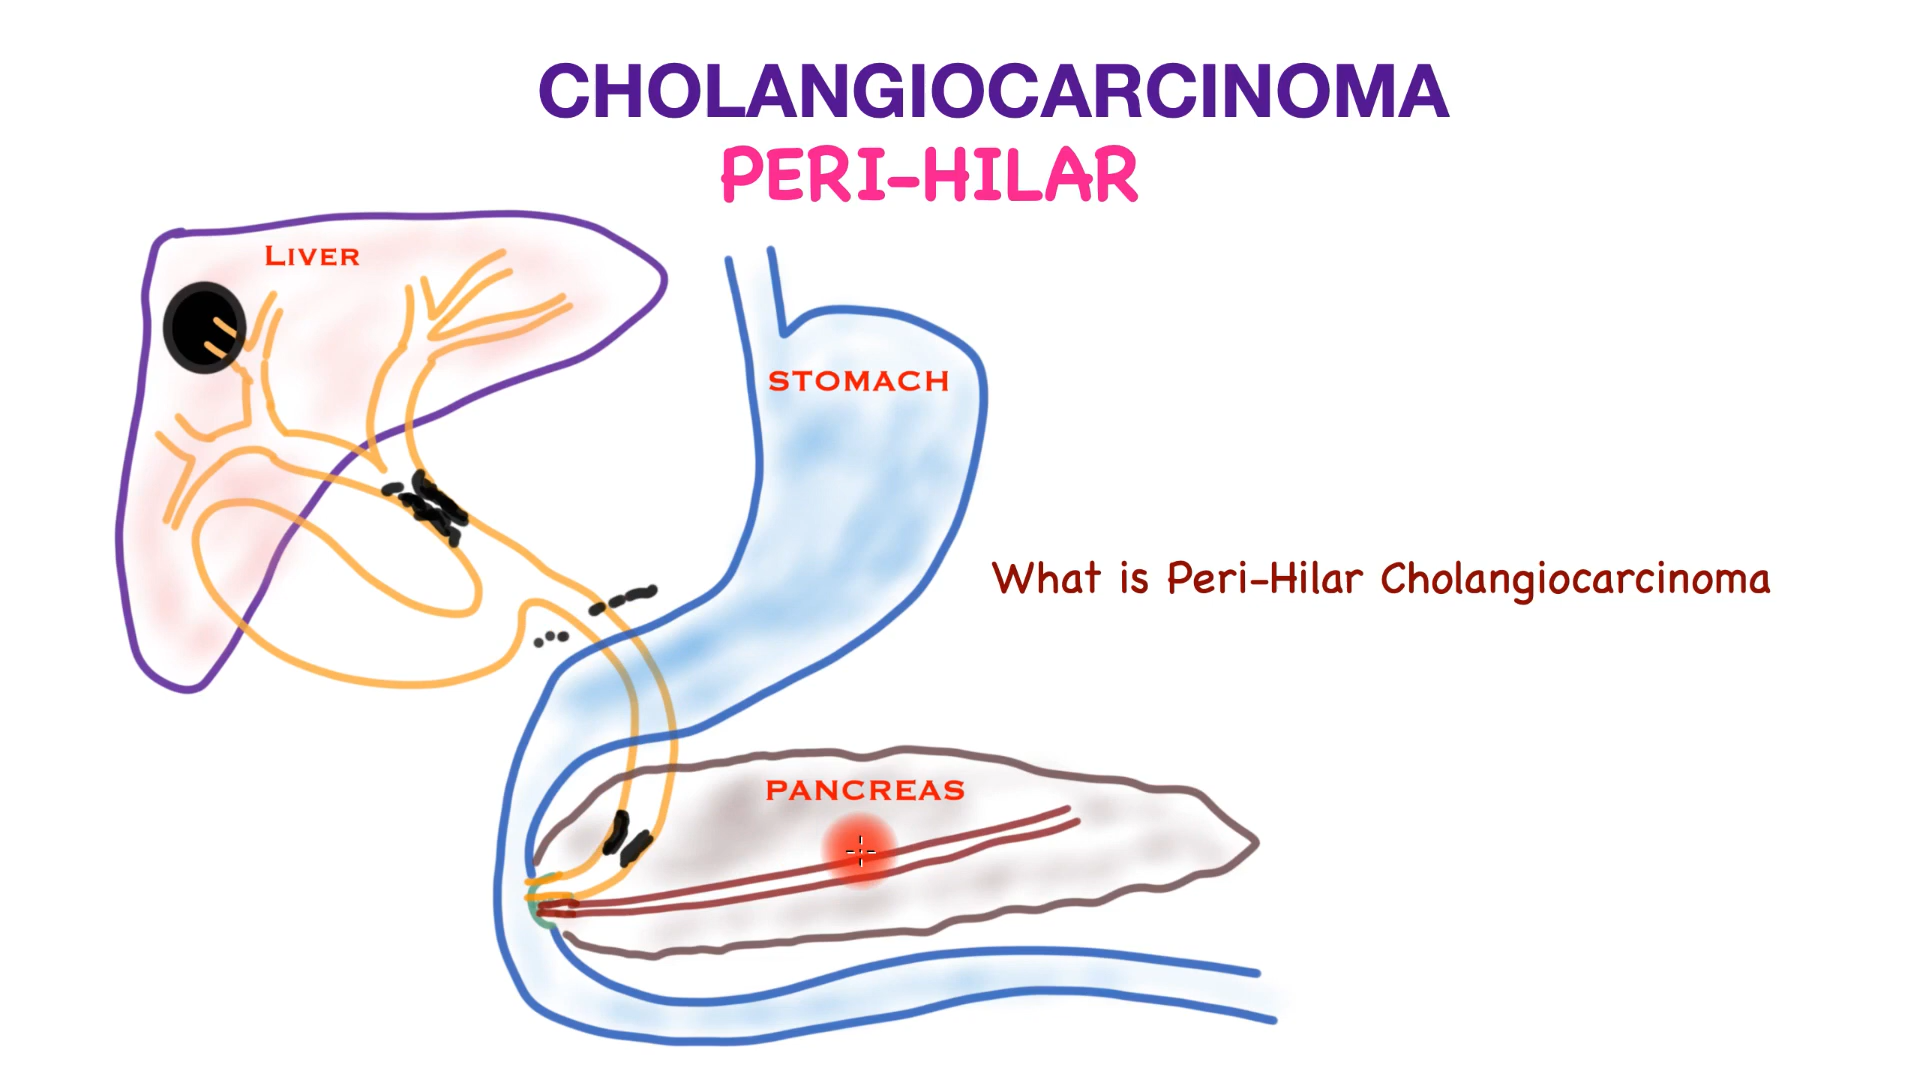 CHOLANGIOCARCINOMA
PERI-HILAR
LIVER
STOMACH
What is Peri-Hilar Cholangiocarcinoma
PANCREAS